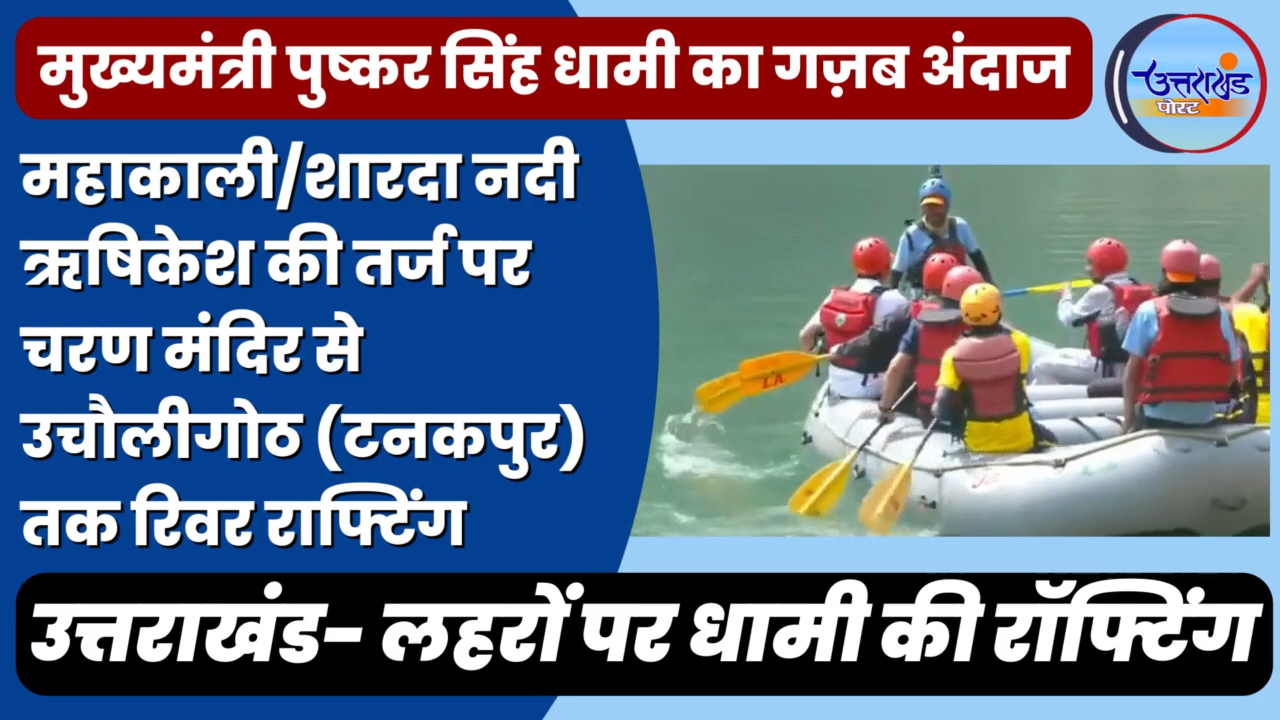 मुख्यमंत्री पुष्कर सिंह धामी का गज़ब अंदाज
उत्तराखंड
पोस्ट
महाकाली/शारदा नदी
ऋषिकेश की तर्ज पर
चरण मंदिर से
उचौलीगोठ (टनकपुर)
तक रिवर राफ्टिंग
L.A.
उत्तराखंड- लहरों पर धामी की रॉफ्टिंग